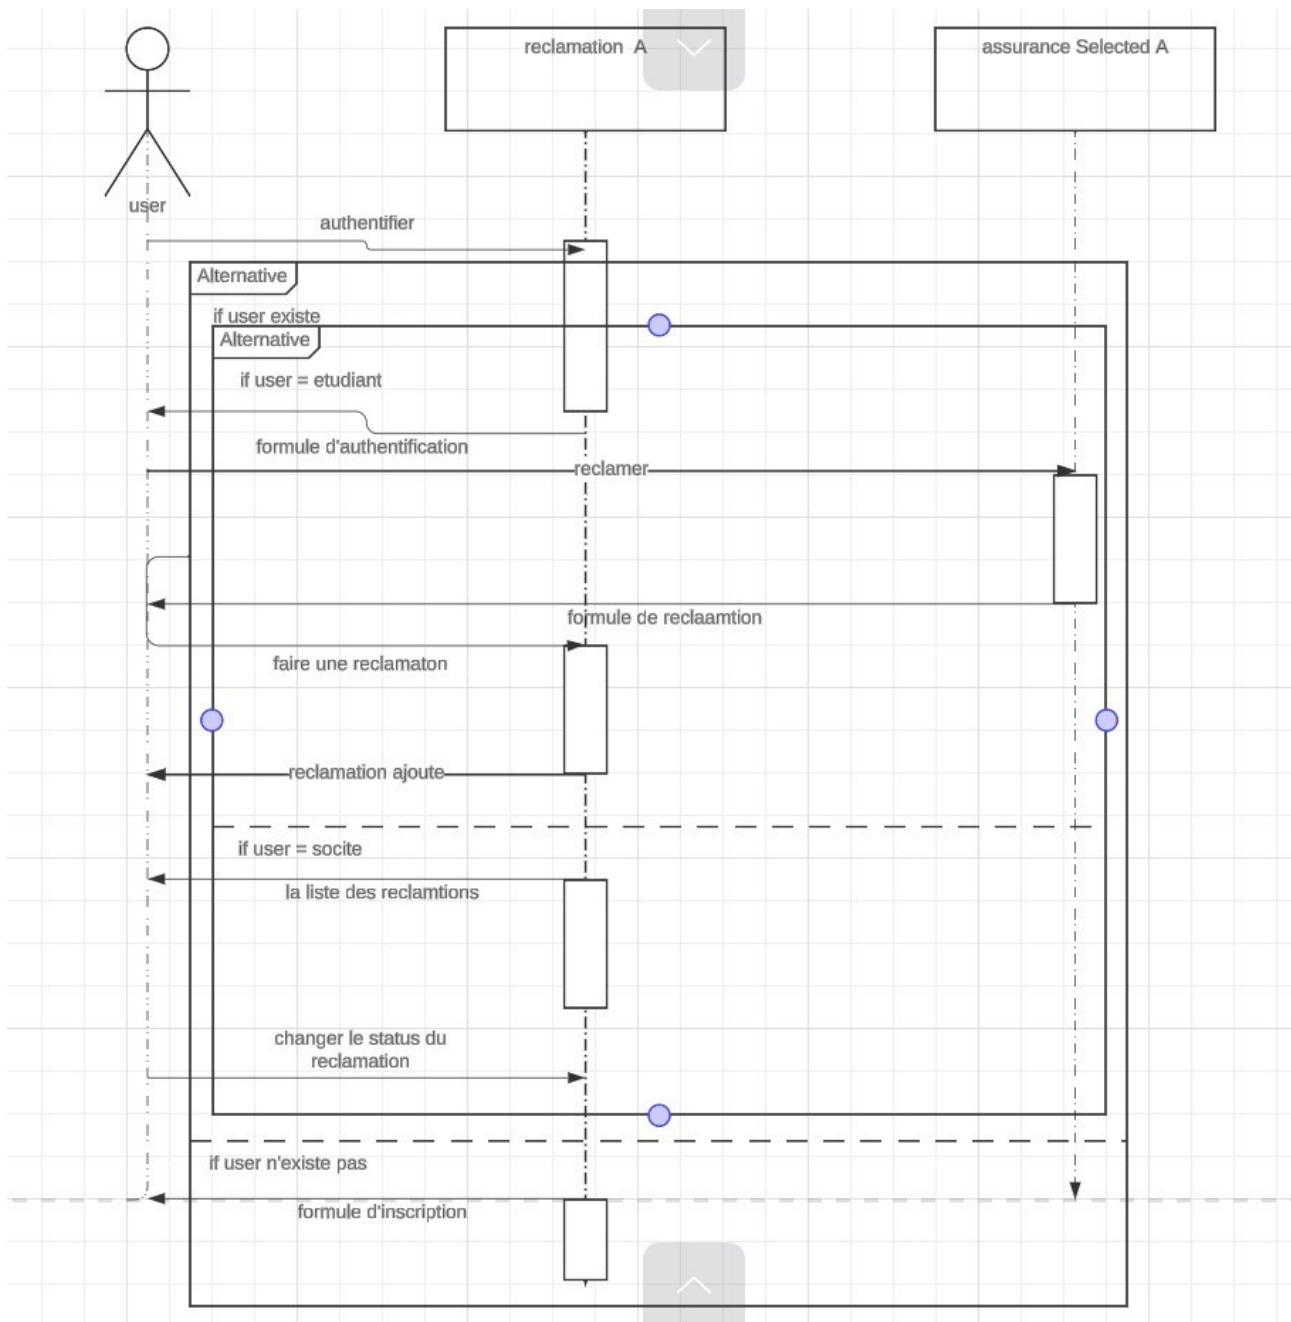 reclamation A
assurance Selected A
user
authentifier
Alternative
if user existe
Alternative
if user = etudiant
formule d'authentification
reclamer
formule de reclaamtion
faire une reclamaton
reclamation ajoute
if user = socite
la liste des reclamtions
changer le status du
reclamation
if user n'existe pas
formule d'inscription